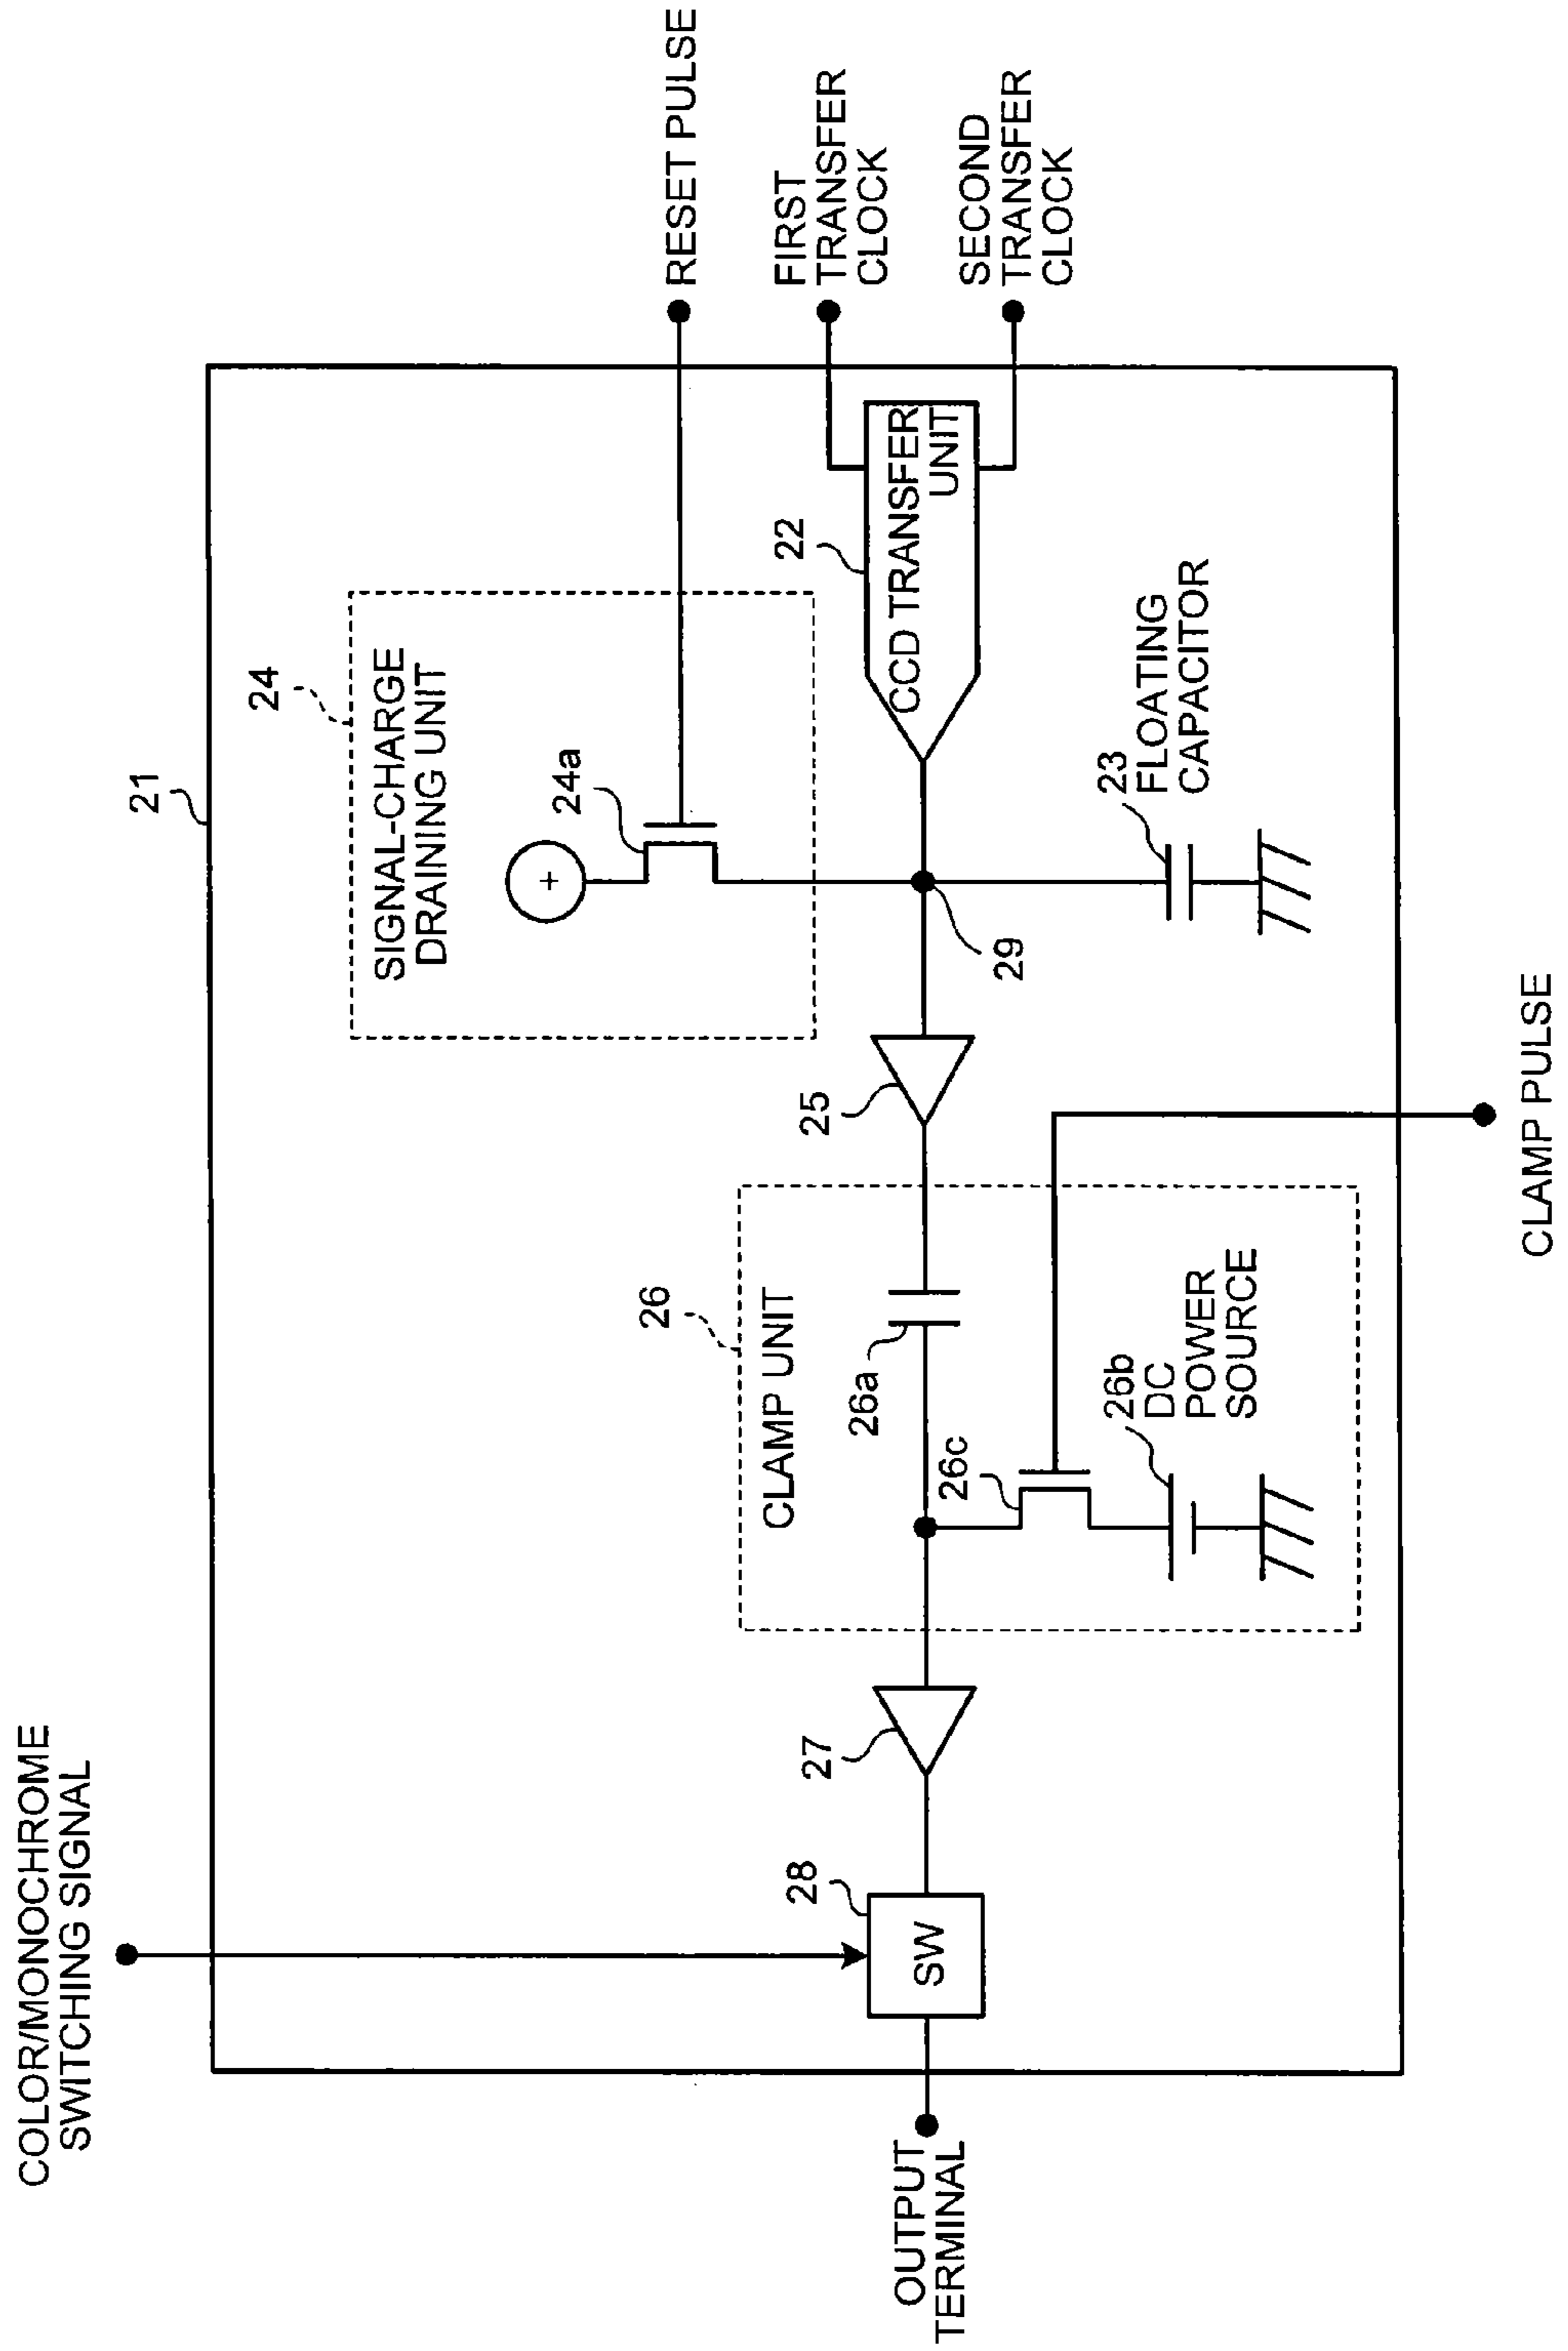 COLOR/MONOCHROME
SWITCHING SIGNAL
21
24
SIGNAL-CHARGE
DRAINING UNIT
24a
+
RESET PULSE
OUTPUT
TERMINAL
28
SW
27
26
CLAMP UNIT
26a
26c
26b
DC
POWER
SOURCE
25
29
22
CCD TRANSFER
UNIT
23
FLOATING
CAPACITOR
FIRST
TRANSFER
CLOCK
SECOND
TRANSFER
CLOCK
CLAMP PULSE